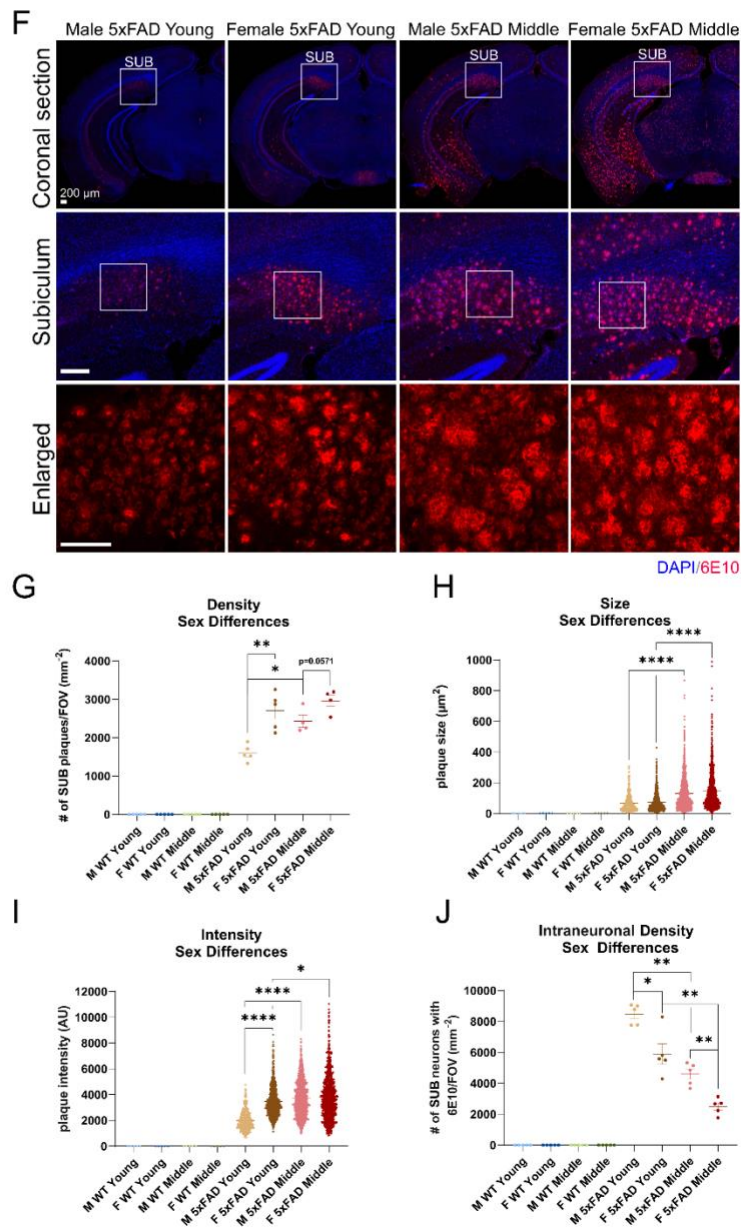 F
Male 5xFAD Young Female 5xFAD Young Male 5xFAD Middle Female 5xFAD Middle
Coronal section
SUB SUB SUB SUB
200 µm
Subiculum
Enlarged
DAPI/6E10
G
Density
Sex Differences
# of SUB plaques/FOV (mm-2)
4000
3000
2000
1000
0
**
*
p=0.0571
M WT Young
F WT Young
M WT Middle
F WT Middle
M 5xFAD Young
F 5xFAD Young
M 5xFAD Middle
F 5xFAD Middle
H
Size
Sex Differences
plaque size (µm²)
1000
800
600
400
200
0
**** ****
M WT Young
F WT Young
M WT Middle
F WT Middle
M 5xFAD Young
F 5xFAD Young
M 5xFAD Middle
F 5xFAD Middle
I
Intensity
Sex Differences
plaque intensity (AU)
12000
10000
8000
6000
4000
2000
0
*
****
****
M WT Young
F WT Young
M WT Middle
F WT Middle
M 5xFAD Young
F 5xFAD Young
M 5xFAD Middle
F 5xFAD Middle
J
Intraneuronal Density
Sex Differences
# of SUB neurons with
6E10/FOV (mm-2)
10000
8000
6000
4000
2000
0
**
*
**
**
M WT Young
F WT Young
M WT Middle
F WT Middle
M 5xFAD Young
F 5xFAD Young
M 5xFAD Middle
F 5xFAD Middle